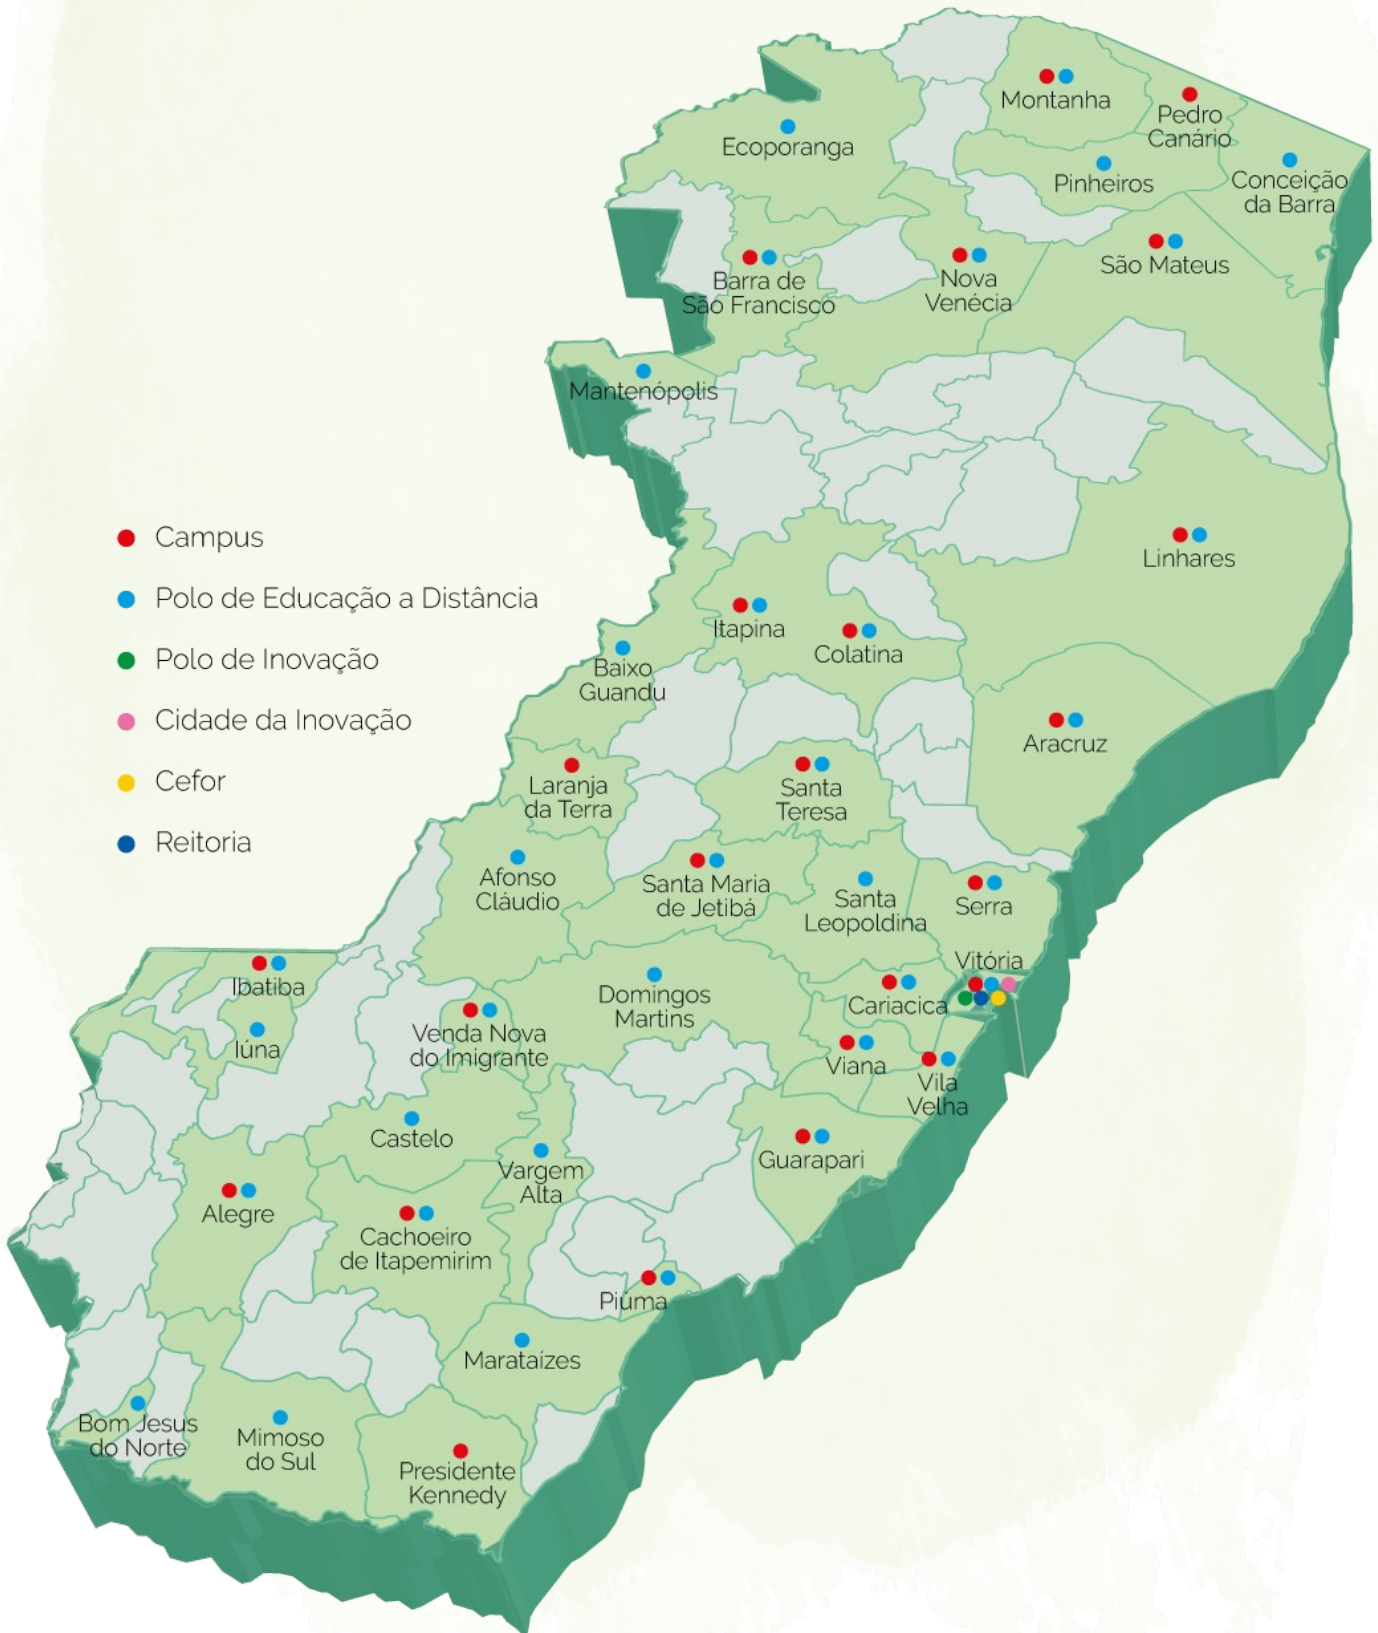 Montanha
Pedro
Canário
Ecoporanga
Pinheiros
Conceição
da Barra
Barra de
São Francisco
Nova
Venécia
São Mateus
Mantenópolis
Campus
Polo de Educação a Distância
Polo de Inovação
Cidade da Inovação
Cefor
Reitoria
Linhares
Itapina
Colatina
Baixo
Guandu
Aracruz
Laranja
da Terra
Santa
Teresa
Afonso
Cláudio
Santa Maria
de Jetibá
Santa
Leopoldina
Serra
Vitória
Ibatiba
Domingos
Martins
Cariacica
Iúna
Venda Nova
do Imigrante
Viana
Vila
Velha
Castelo
Vargem
Alta
Guarapari
Alegre
Cachoeiro
de Itapemirim
Piúma
Marataízes
Bom Jesus
do Norte
Mimoso
do Sul
Presidente
Kennedy